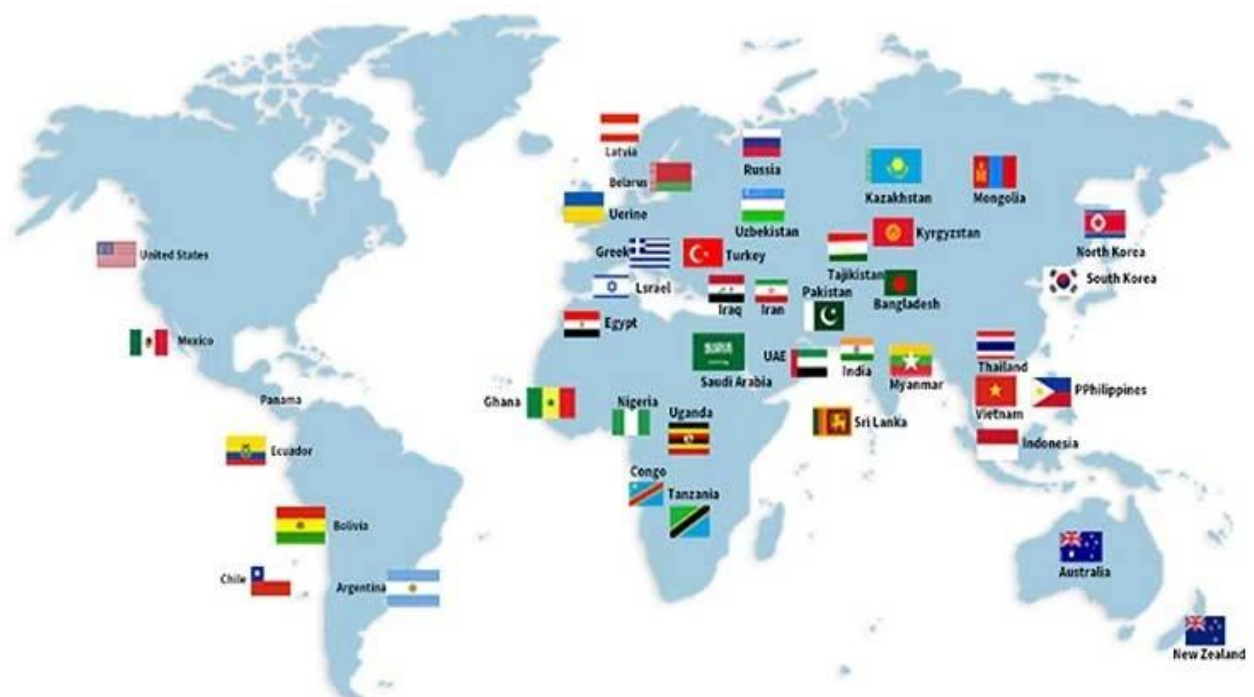 Latvia
Russia
Belarus
Kazakhstan
Mongolia
Uerine
Uzbekistan
Kyrgyzstan
North Korea
United States
Greek
Turkey
Tajikistan
South Korea
Lsrael
Iraq
Iran
Pakistan
Bangladesh
Egypt
Mexico
Saudi Arabia
UAE
India
Myanmar
Thailand
Panama
Ghana
Nigeria
Uganda
Sri Lanka
Vietnam
PPhilippines
Ecuador
Indonesia
Congo
Tanzania
Bolivia
Chile
Argentina
Australia
New Zealand